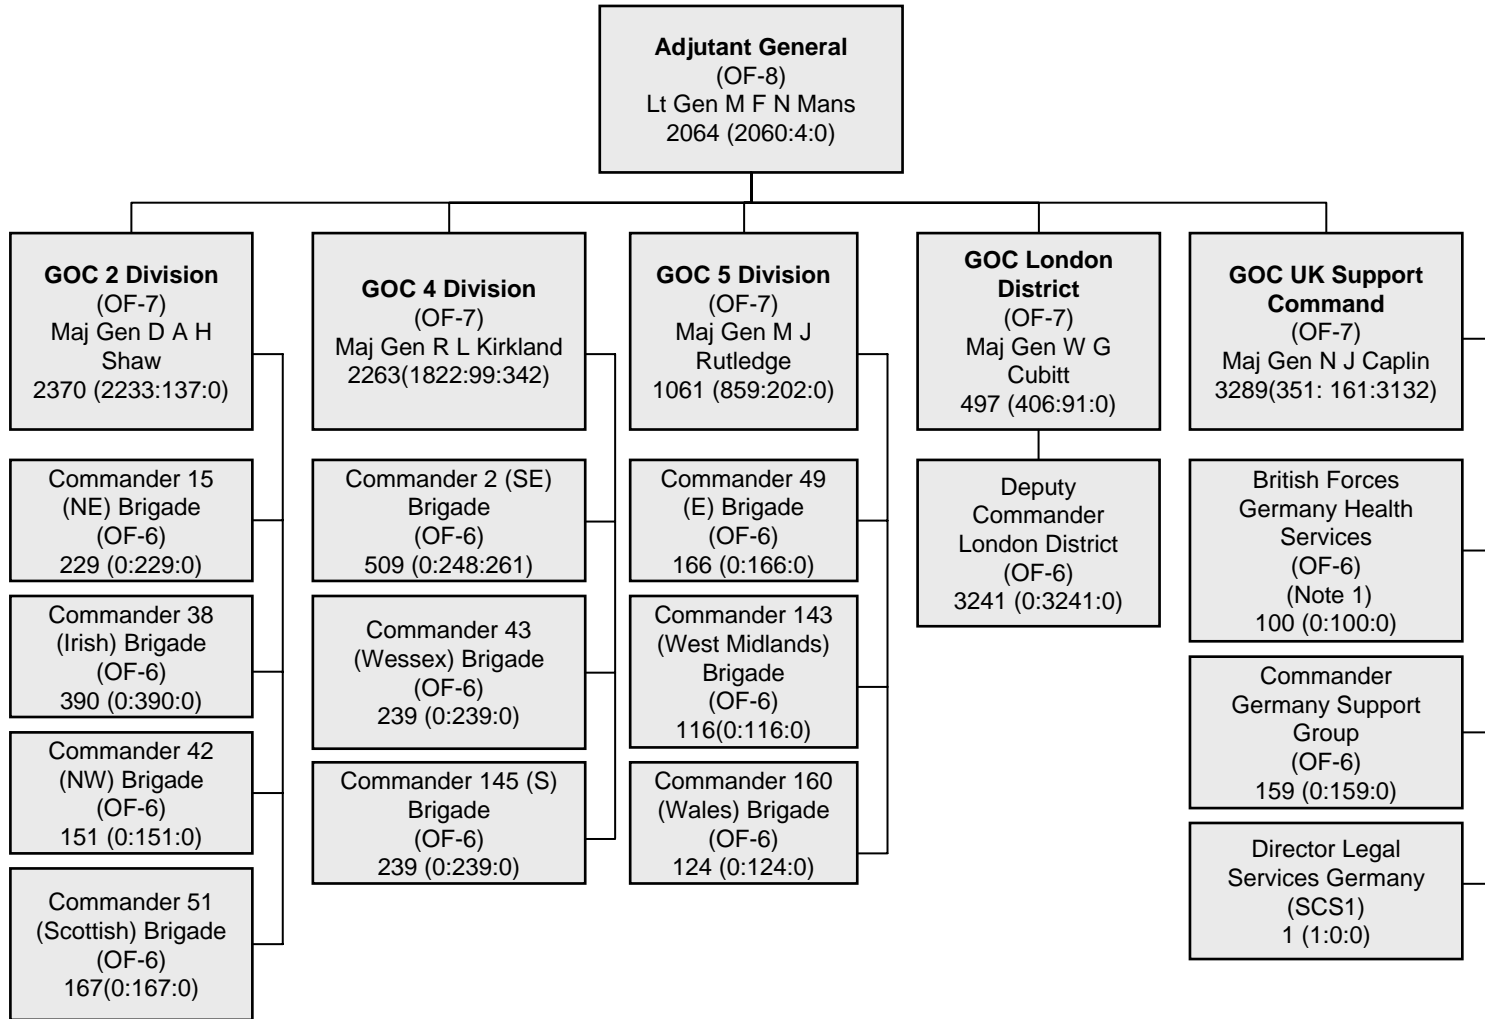 Adjutant General
(OF-8)
Lt Gen M F N Mans
2064 (2060:4:0)
GOC 2 Division
(OF-7)
Maj Gen D A H
Shaw
2370 (2233:137:0)
GOC 4 Division
(OF-7)
Maj Gen R L Kirkland
2263(1822:99:342)
GOC 5 Division
(OF-7)
Maj Gen M J
Rutledge
1061 (859:202:0)
GOC London
District
(OF-7)
Maj Gen W G
Cubitt
497 (406:91:0)
GOC UK Support
Command
(OF-7)
Maj Gen N J Caplin
3289(351: 161:3132)
Commander 15
(NE) Brigade
(OF-6)
229 (0:229:0)
Commander 38
(Irish) Brigade
(OF-6)
390 (0:390:0)
Commander 42
(NW) Brigade
(OF-6)
151 (0:151:0)
Commander 51
(Scottish) Brigade
(OF-6)
167(0:167:0)
Commander 2 (SE)
Brigade
(OF-6)
509 (0:248:261)
Commander 43
(Wessex) Brigade
(OF-6)
239 (0:239:0)
Commander 145 (S)
Brigade
(OF-6)
239 (0:239:0)
Commander 49
(E) Brigade
(OF-6)
166 (0:166:0)
Commander 143
(West Midlands)
Brigade
(OF-6)
116(0:116:0)
Commander 160
(Wales) Brigade
(OF-6)
124 (0:124:0)
Deputy
Commander
London District
(OF-6)
3241 (0:3241:0)
British Forces
Germany Health
Services
(OF-6)
(Note 1)
100 (0:100:0)
Commander
Germany Support
Group
(OF-6)
159 (0:159:0)
Director Legal
Services Germany
(SCS1)
1 (1:0:0)